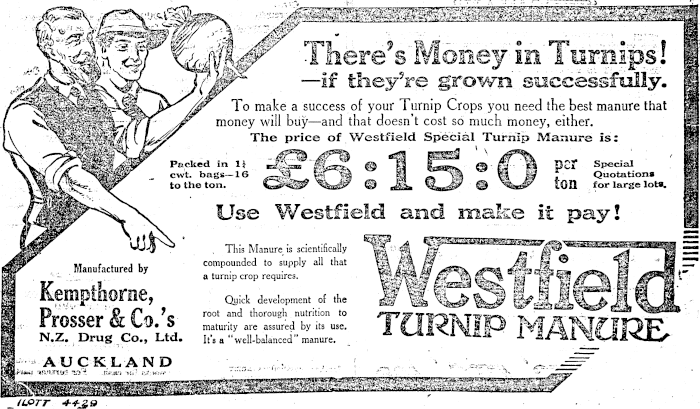 There's Money in Turnips!
—if they're grown successfully.
To make a success of your Turnip Crops you need the best manure that
money will buy—and that doesn't cost so much money, either.
The price of Westfield Special Turnip Manure is:
Packed in 1¼
cwt. bags—16
to the ton.
£6:15:0
per
ton
Special
Quotations
for large lots.
Use Westfield and make it pay!
This Manure is scientifically
compounded to supply all that
a turnip crop requires.
Quick development of the
root and thorough nutrition to
maturity are assured by its use.
It's a "well-balanced" manure.
Westfield
TURNIP MANURE
Manufactured by
Kempthorne,
Prosser & Co.'s
N.Z. Drug Co., Ltd.
AUCKLAND
ILOTT 4429